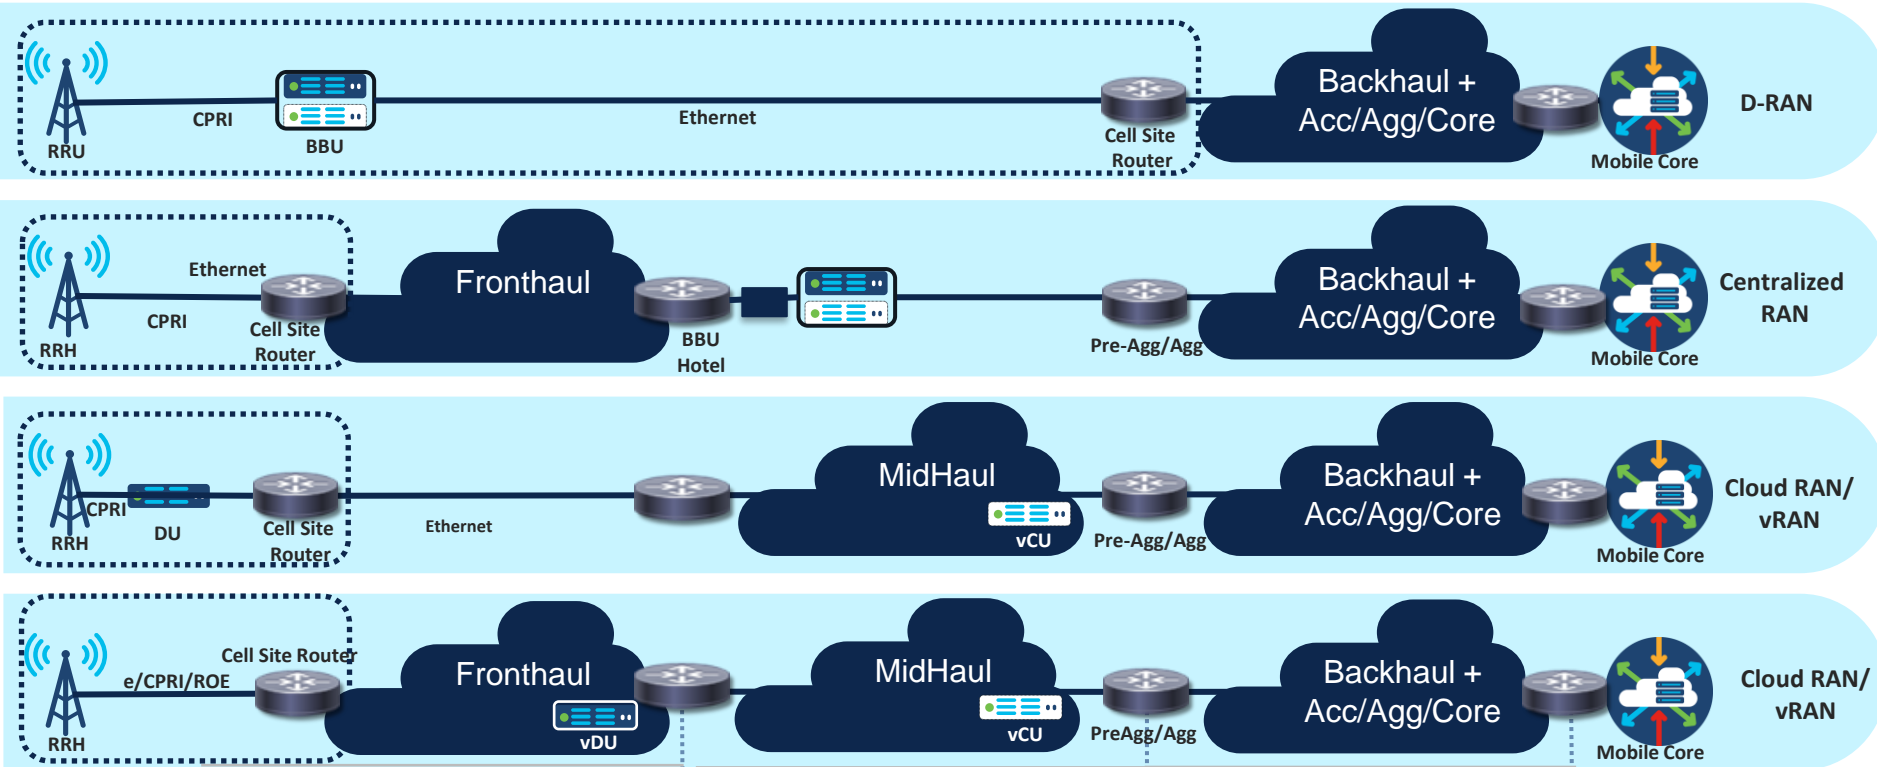 RRU
CPRI
BBU
Ethernet
Cell Site
Router
Backhaul +
Acc/Agg/Core
Mobile Core
D-RAN
RRH
CPRI
Ethernet
Cell Site
Router
Fronthaul
BBU
Hotel
Pre-Agg/Agg
Backhaul +
Acc/Agg/Core
Mobile Core
Centralized
RAN
RRH
CPRI
DU
Cell Site
Router
Ethernet
MidHaul
vCU
Pre-Agg/Agg
Backhaul +
Acc/Agg/Core
Mobile Core
Cloud RAN/
vRAN
RRH
e/CPRI/ROE
Cell Site Router
Fronthaul
vDU
MidHaul
vCU
PreAgg/Agg
Backhaul +
Acc/Agg/Core
Mobile Core
Cloud RAN/
vRAN